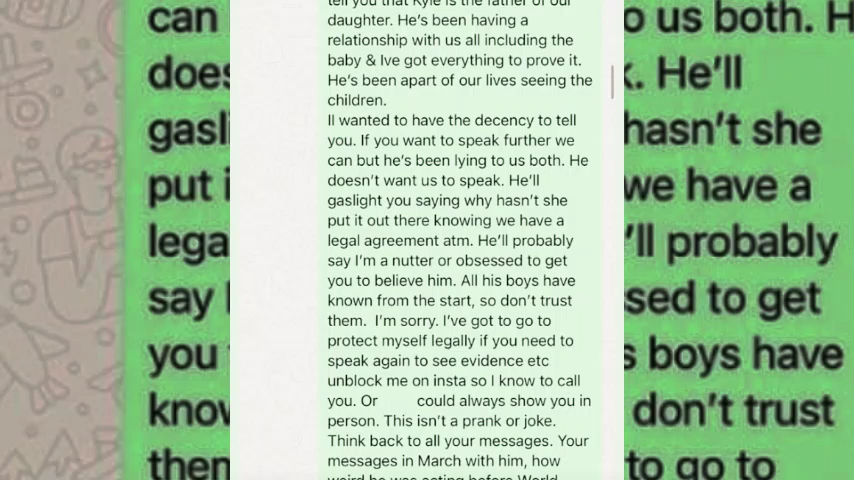 tell you that Kyle is the father of our
daughter. He's been having a
relationship with us all including the
baby & Ive got everything to prove it.
He's been apart of our lives seeing the
children.
Il wanted to have the decency to tell
you. If you want to speak further we
can but he's been lying to us both. He
doesn't want us to speak. He'll
gaslight you saying why hasn't she
put it out there knowing we have a
legal agreement atm. He'll probably
say I'm a nutter or obsessed to get
you to believe him. All his boys have
known from the start, so don't trust
them. I'm sorry. I've got to go to
protect myself legally if you need to
speak again to see evidence etc
unblock me on insta so I know to call
you. Or could always show you in
person. This isn't a prank or joke.
Think back to all your messages. Your
messages in March with him, how
weird he was acting before World
can
does
gasli
put i
lega
say
you
know
then
o us both. H
k. He'll
hasn't she
we have a
'll probably
sed to get
s boys have
don't trust
to go to